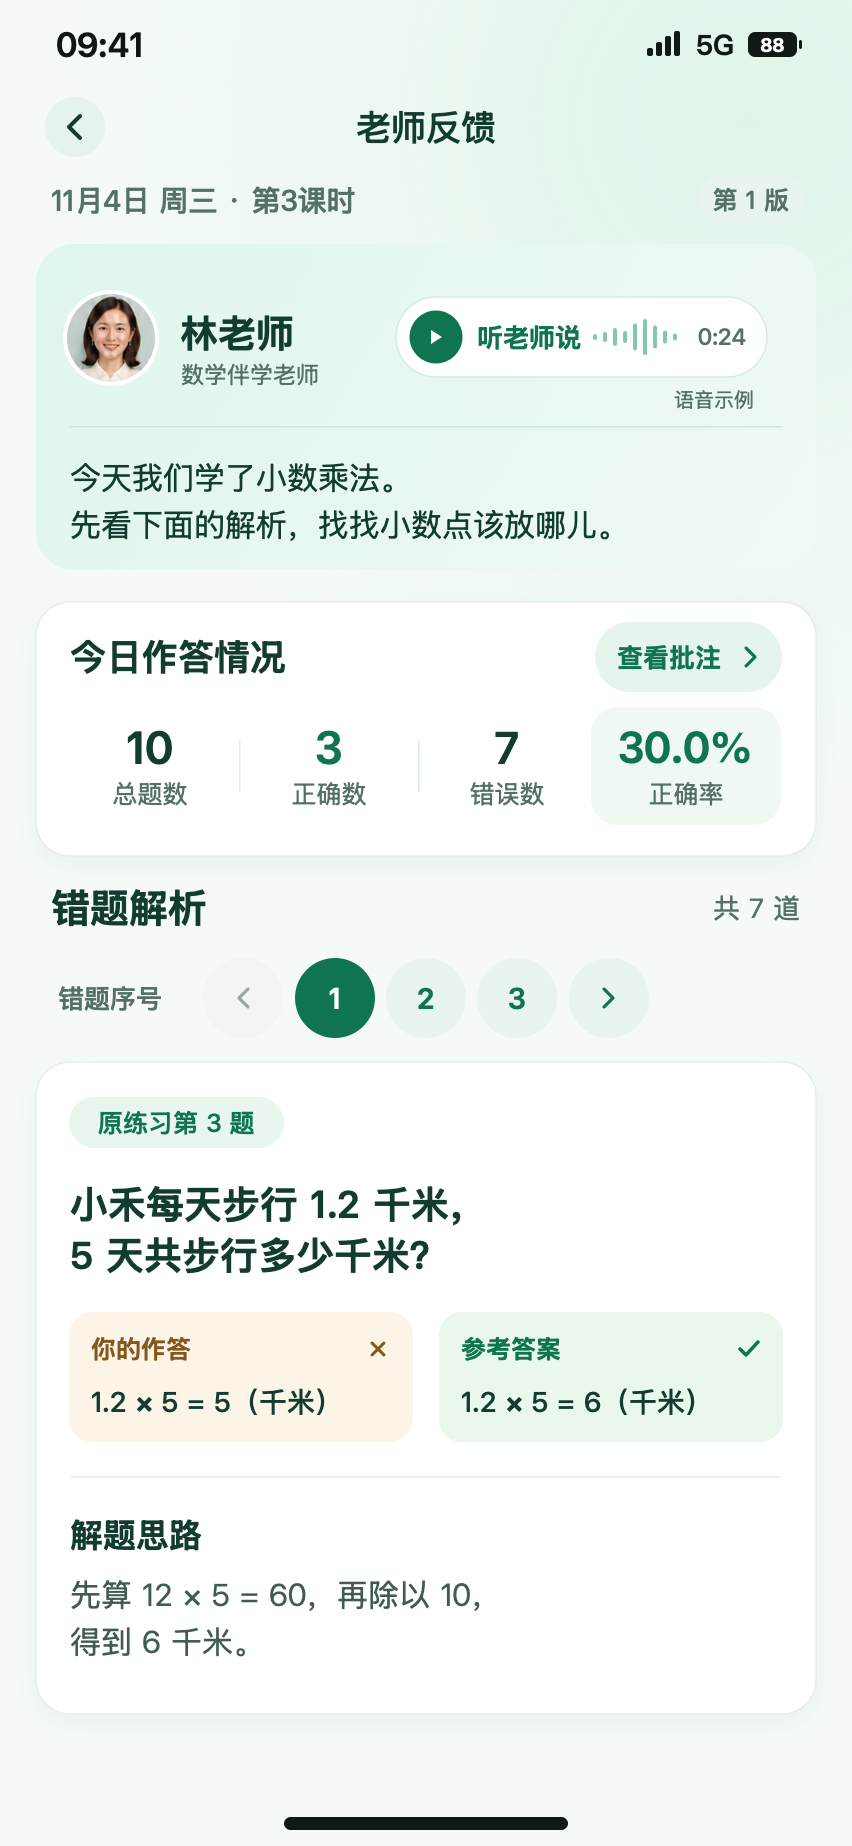 09:41
5G 88
老师反馈
11月4日 周三 · 第3课时
第 1 版
林老师
数学伴学老师
听老师说 0:24
语音示例
今天我们学了小数乘法。
先看下面的解析，找找小数点该放哪儿。
今日作答情况
查看批注
10
总题数
3
正确数
7
错误数
30.0%
正确率
错题解析
共 7 道
错题序号
1
2
3
原练习第 3 题
小禾每天步行 1.2 千米，
5 天共步行多少千米？
你的作答
1.2 × 5 = 5（千米）
参考答案
1.2 × 5 = 6（千米）
解题思路
先算 12 × 5 = 60，再除以 10，
得到 6 千米。